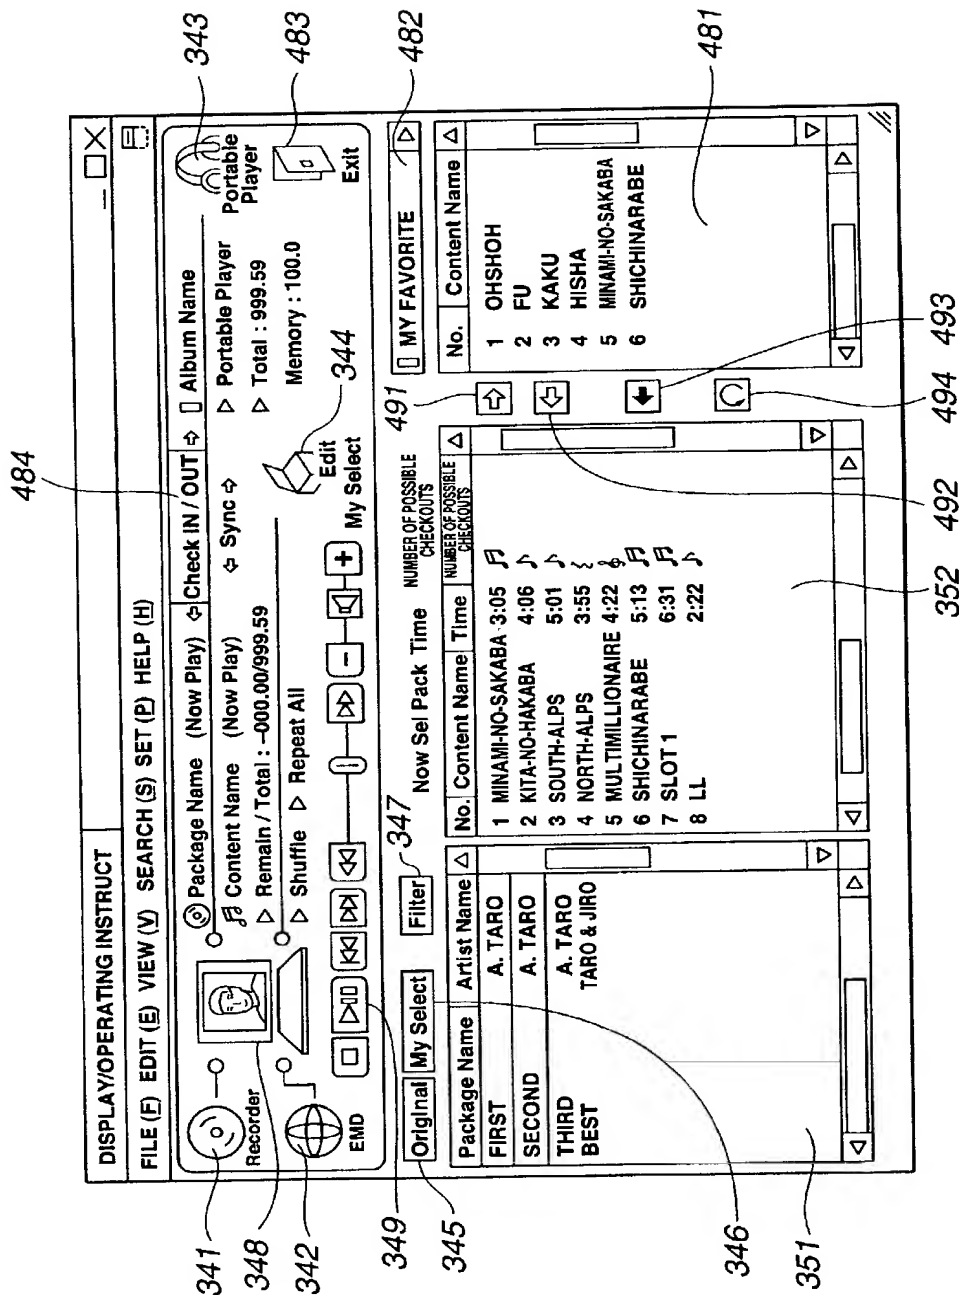 484
DISPLAY/OPERATING INSTRUCT
FILE (F) EDIT (E) VIEW (V) SEARCH (S) SET (P) HELP (H)
341
348
342
349
345
346
351
Recorder
EMD
Package Name (Now Play)
Check IN / OUT
Album Name
Content Name (Now Play)
Sync
Portable Player
Remain / Total : –000.00/999.59
Total : 999.59
Shuffle
Repeat All
Memory : 100.0
344
Edit
My Select
Portable
Player
Exit
343
483
482
481
Original
My Select
Filter
347
Now Sel Pack Time
NUMBER OF POSSIBLE
CHECKOUTS
491
MY FAVORITE
Package Name Artist Name
FIRST A. TARO
SECOND A. TARO
THIRD A. TARO
BEST TARO & JIRO
No. Content Name Time NUMBER OF POSSIBLE
CHECKOUTS
1 MINAMI-NO-SAKABA 3:05
2 KITA-NO-HAKABA 4:06
3 SOUTH-ALPS 5:01
4 NORTH-ALPS 3:55
5 MULTIMILLIONAIRE 4:22
6 SHICHINARABE 5:13
7 SLOT 1 6:31
8 LL 2:22
No. Content Name
1 OHSHOH
2 FU
3 KAKU
4 HISHA
5 MINAMI-NO-SAKABA
6 SHICHINARABE
352
492
494
493